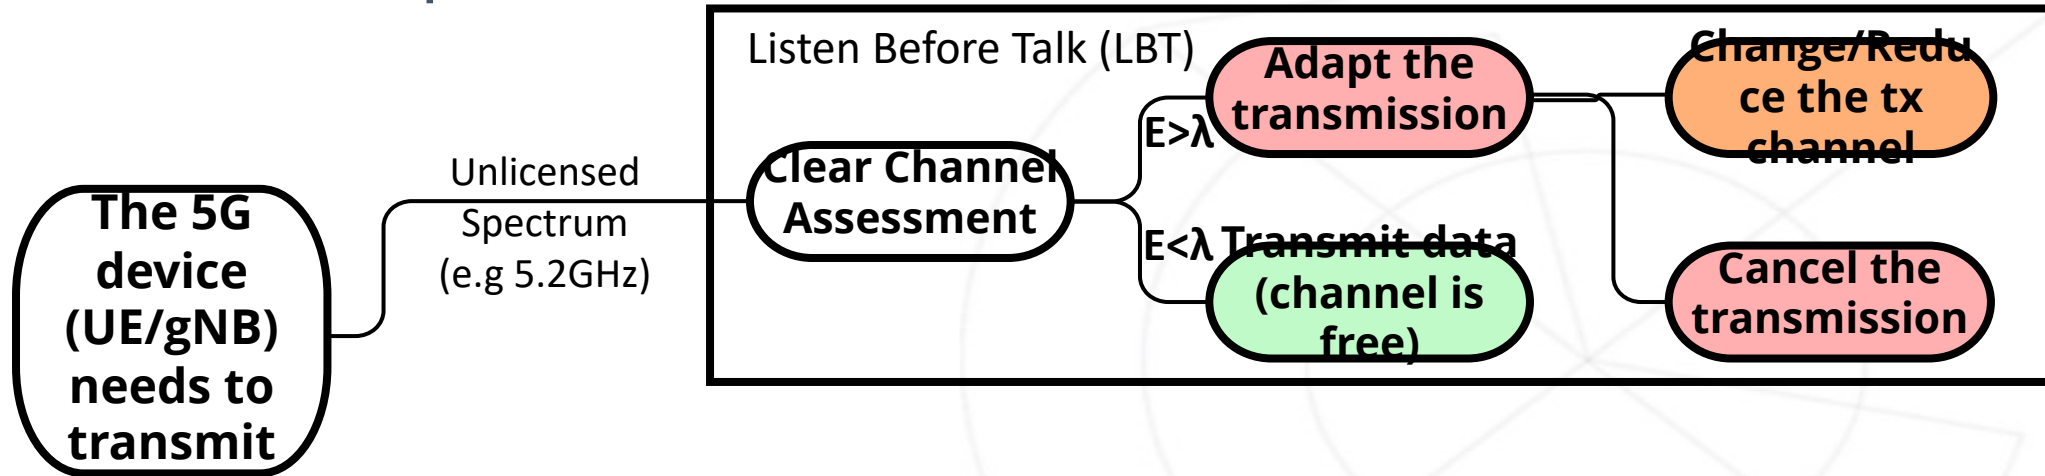 Listen Before Talk (LBT)
The 5G
device
(UE/gNB)
needs to
transmit
Unlicensed
Spectrum
(e.g 5.2GHz)
Clear Channel
Assessment
E>λ
E<λ
Adapt the
transmission
Transmit data
(channel is
free)
Change/Redu
ce the tx
channel
Cancel the
transmission